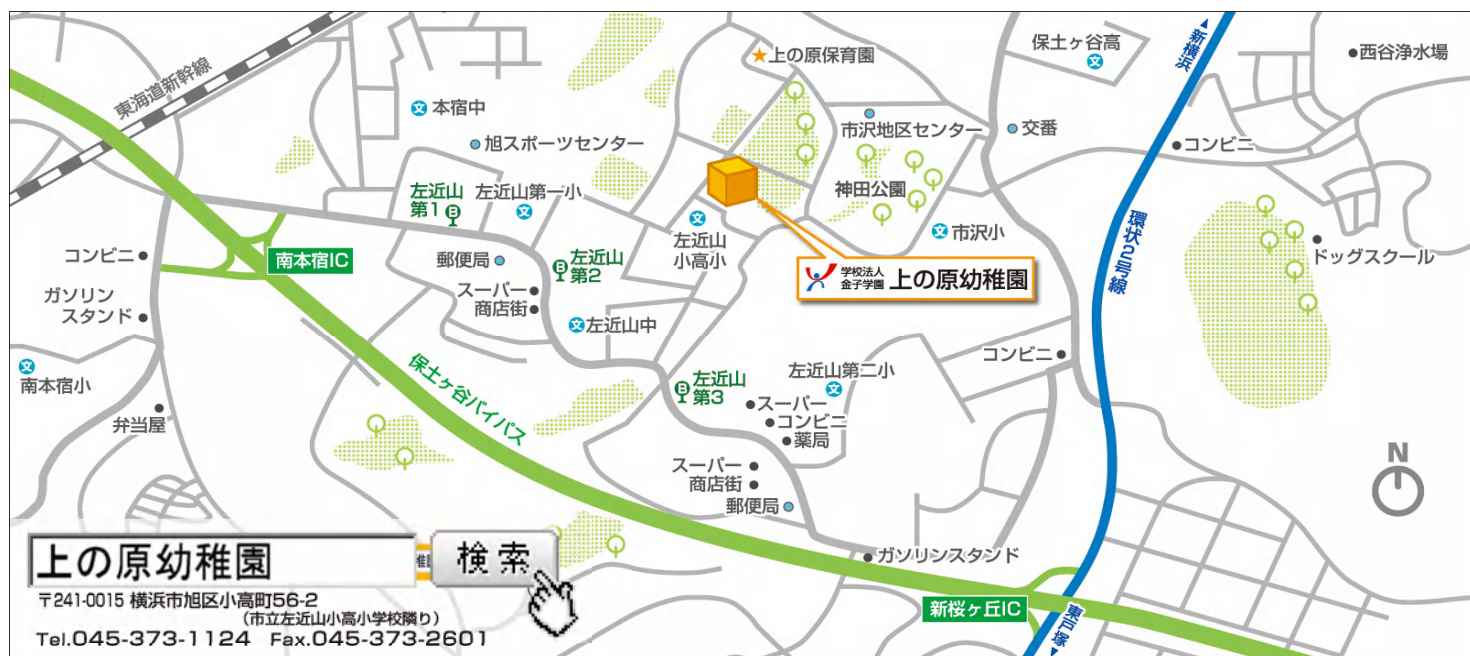 上の原保育園
保土ヶ谷高
文
▲新横浜
西谷浄水場
東海道新幹線
文
本宿中
旭スポーツセンター
市沢地区センター
交番
コンビニ
左近山
第1
B
左近山第一小
文
神田公園
環状2号線
コンビニ
南本宿IC
郵便局
B
左近山
第2
文
左近山
小高小
文
市沢小
ドッグスクール
学校法人
金子学園
上の原幼稚園
ガソリン
スタンド
スーパー
商店街
文
左近山中
コンビニ
文
南本宿小
保土ヶ谷バイパス
B
左近山
第3
左近山第二小
文
スーパー
コンビニ
薬局
弁当屋
スーパー
商店街
郵便局
N
ガソリンスタンド
新桜ヶ丘IC
東戸塚▼
上の原幼稚園
検索
〒241-0015 横浜市旭区小高町56-2
(市立左近山小高小学校隣り)
Tel.045-373-1124 Fax.045-373-2601